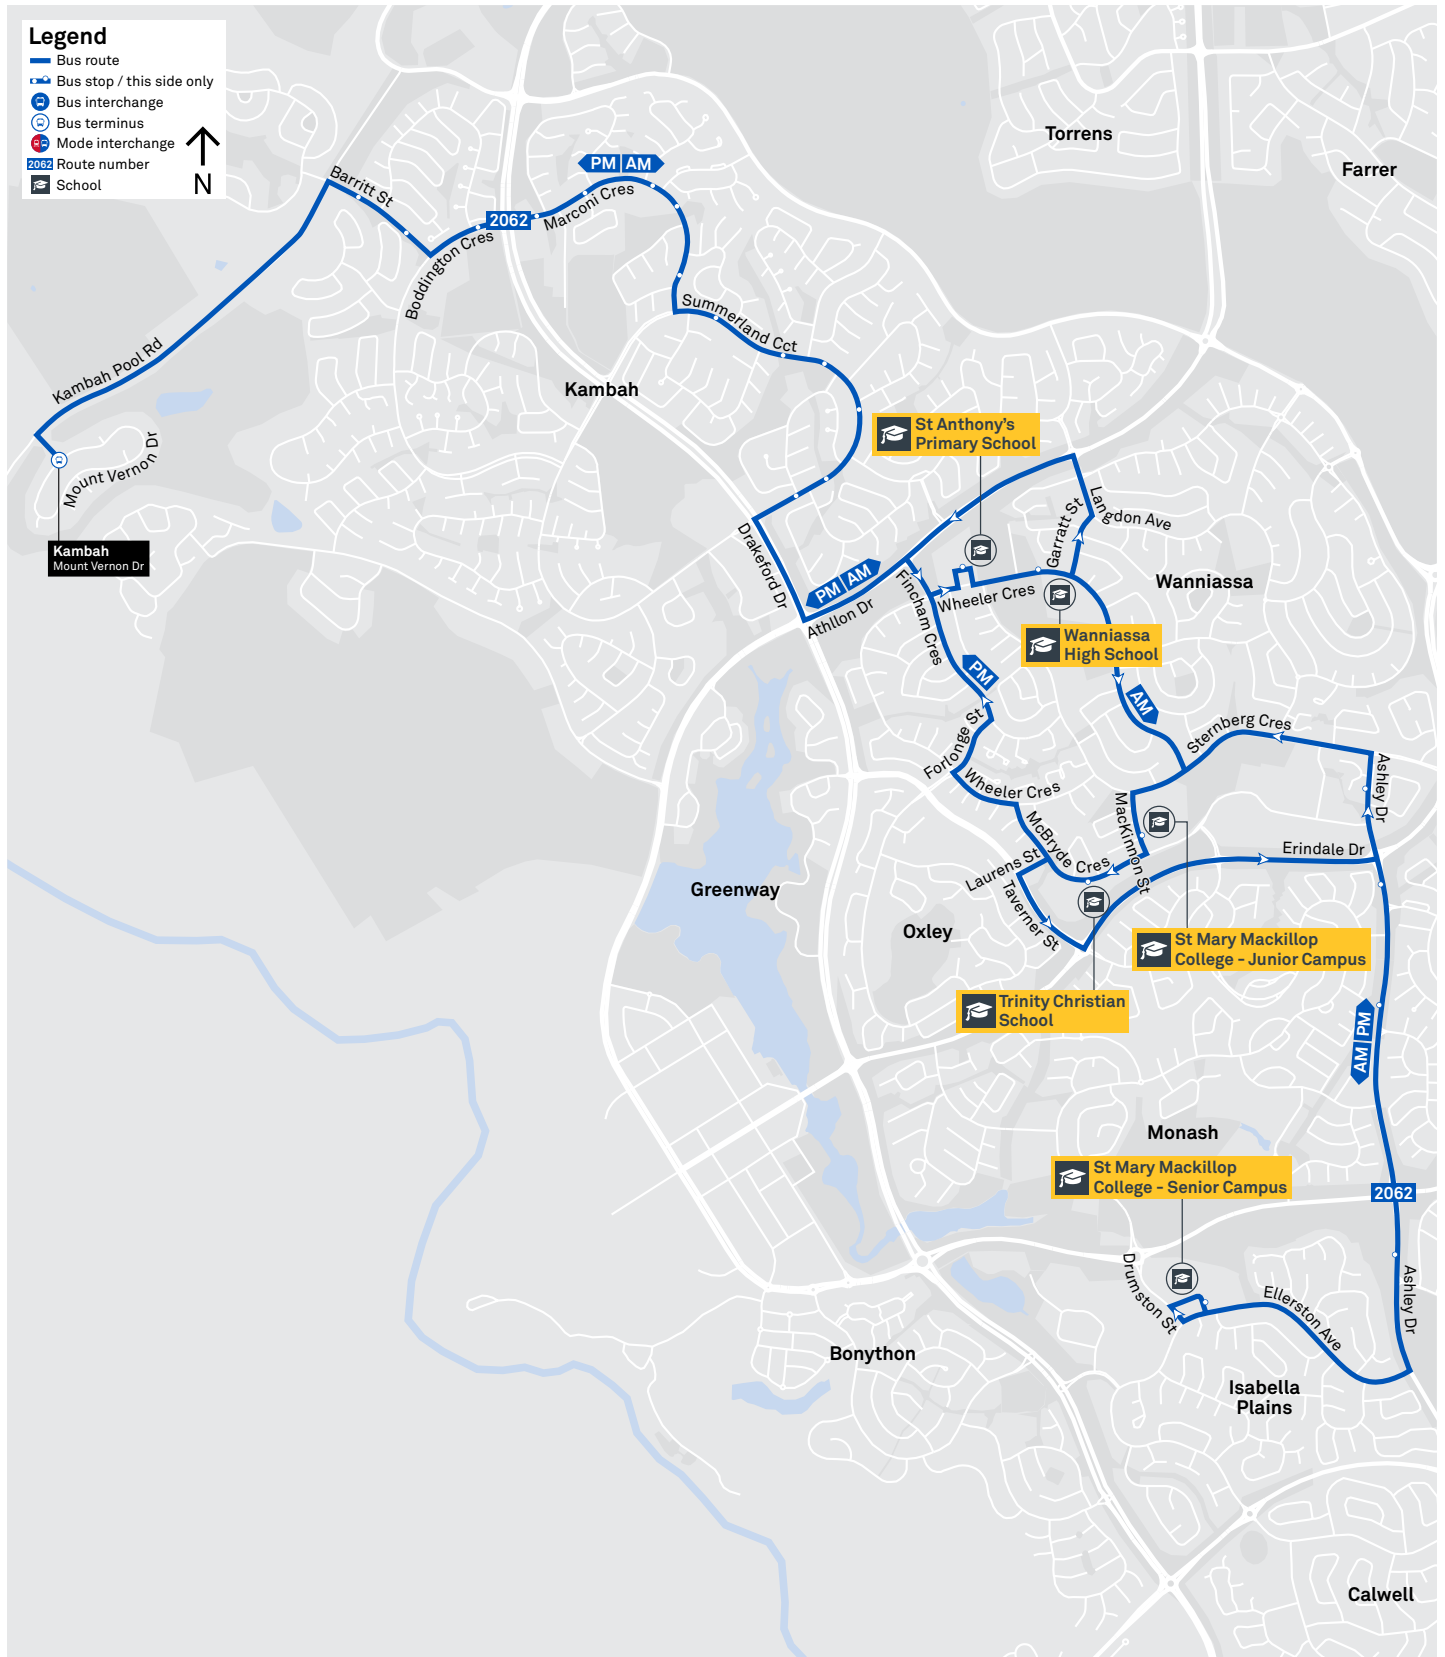 Legend
Bus route
Bus stop / this side only
Bus interchange
Bus terminus
Mode interchange
2062 Route number
School
N
Torrens
Farrer
PM AM
Barritt St
2062
Marconi Cres
Boddington Cres
Summerland Cct
Kambah Pool Rd
Kambah
Mount Vernon Dr
St Anthony's
Primary School
Kambah
Mount Vernon Dr
Drakeford Dr
Langdon Ave
Garratt St
Wanniassa
PM AM
Athllon Dr
Fincham Cres
Wheeler Cres
Wanniassa
High School
PM
AM
Forlonge St
Sternberg Cres
Wheeler Cres
Ashley Dr
MacKinnon St
McBryde Cres
Erindale Dr
Laurens St
Taverner St
Greenway
Oxley
St Mary Mackillop
College - Junior Campus
Trinity Christian
School
AM PM
Monash
St Mary Mackillop
College - Senior Campus
2062
Drumston St
Ellerston Ave
Ashley Dr
Bonython
Isabella
Plains
Calwell